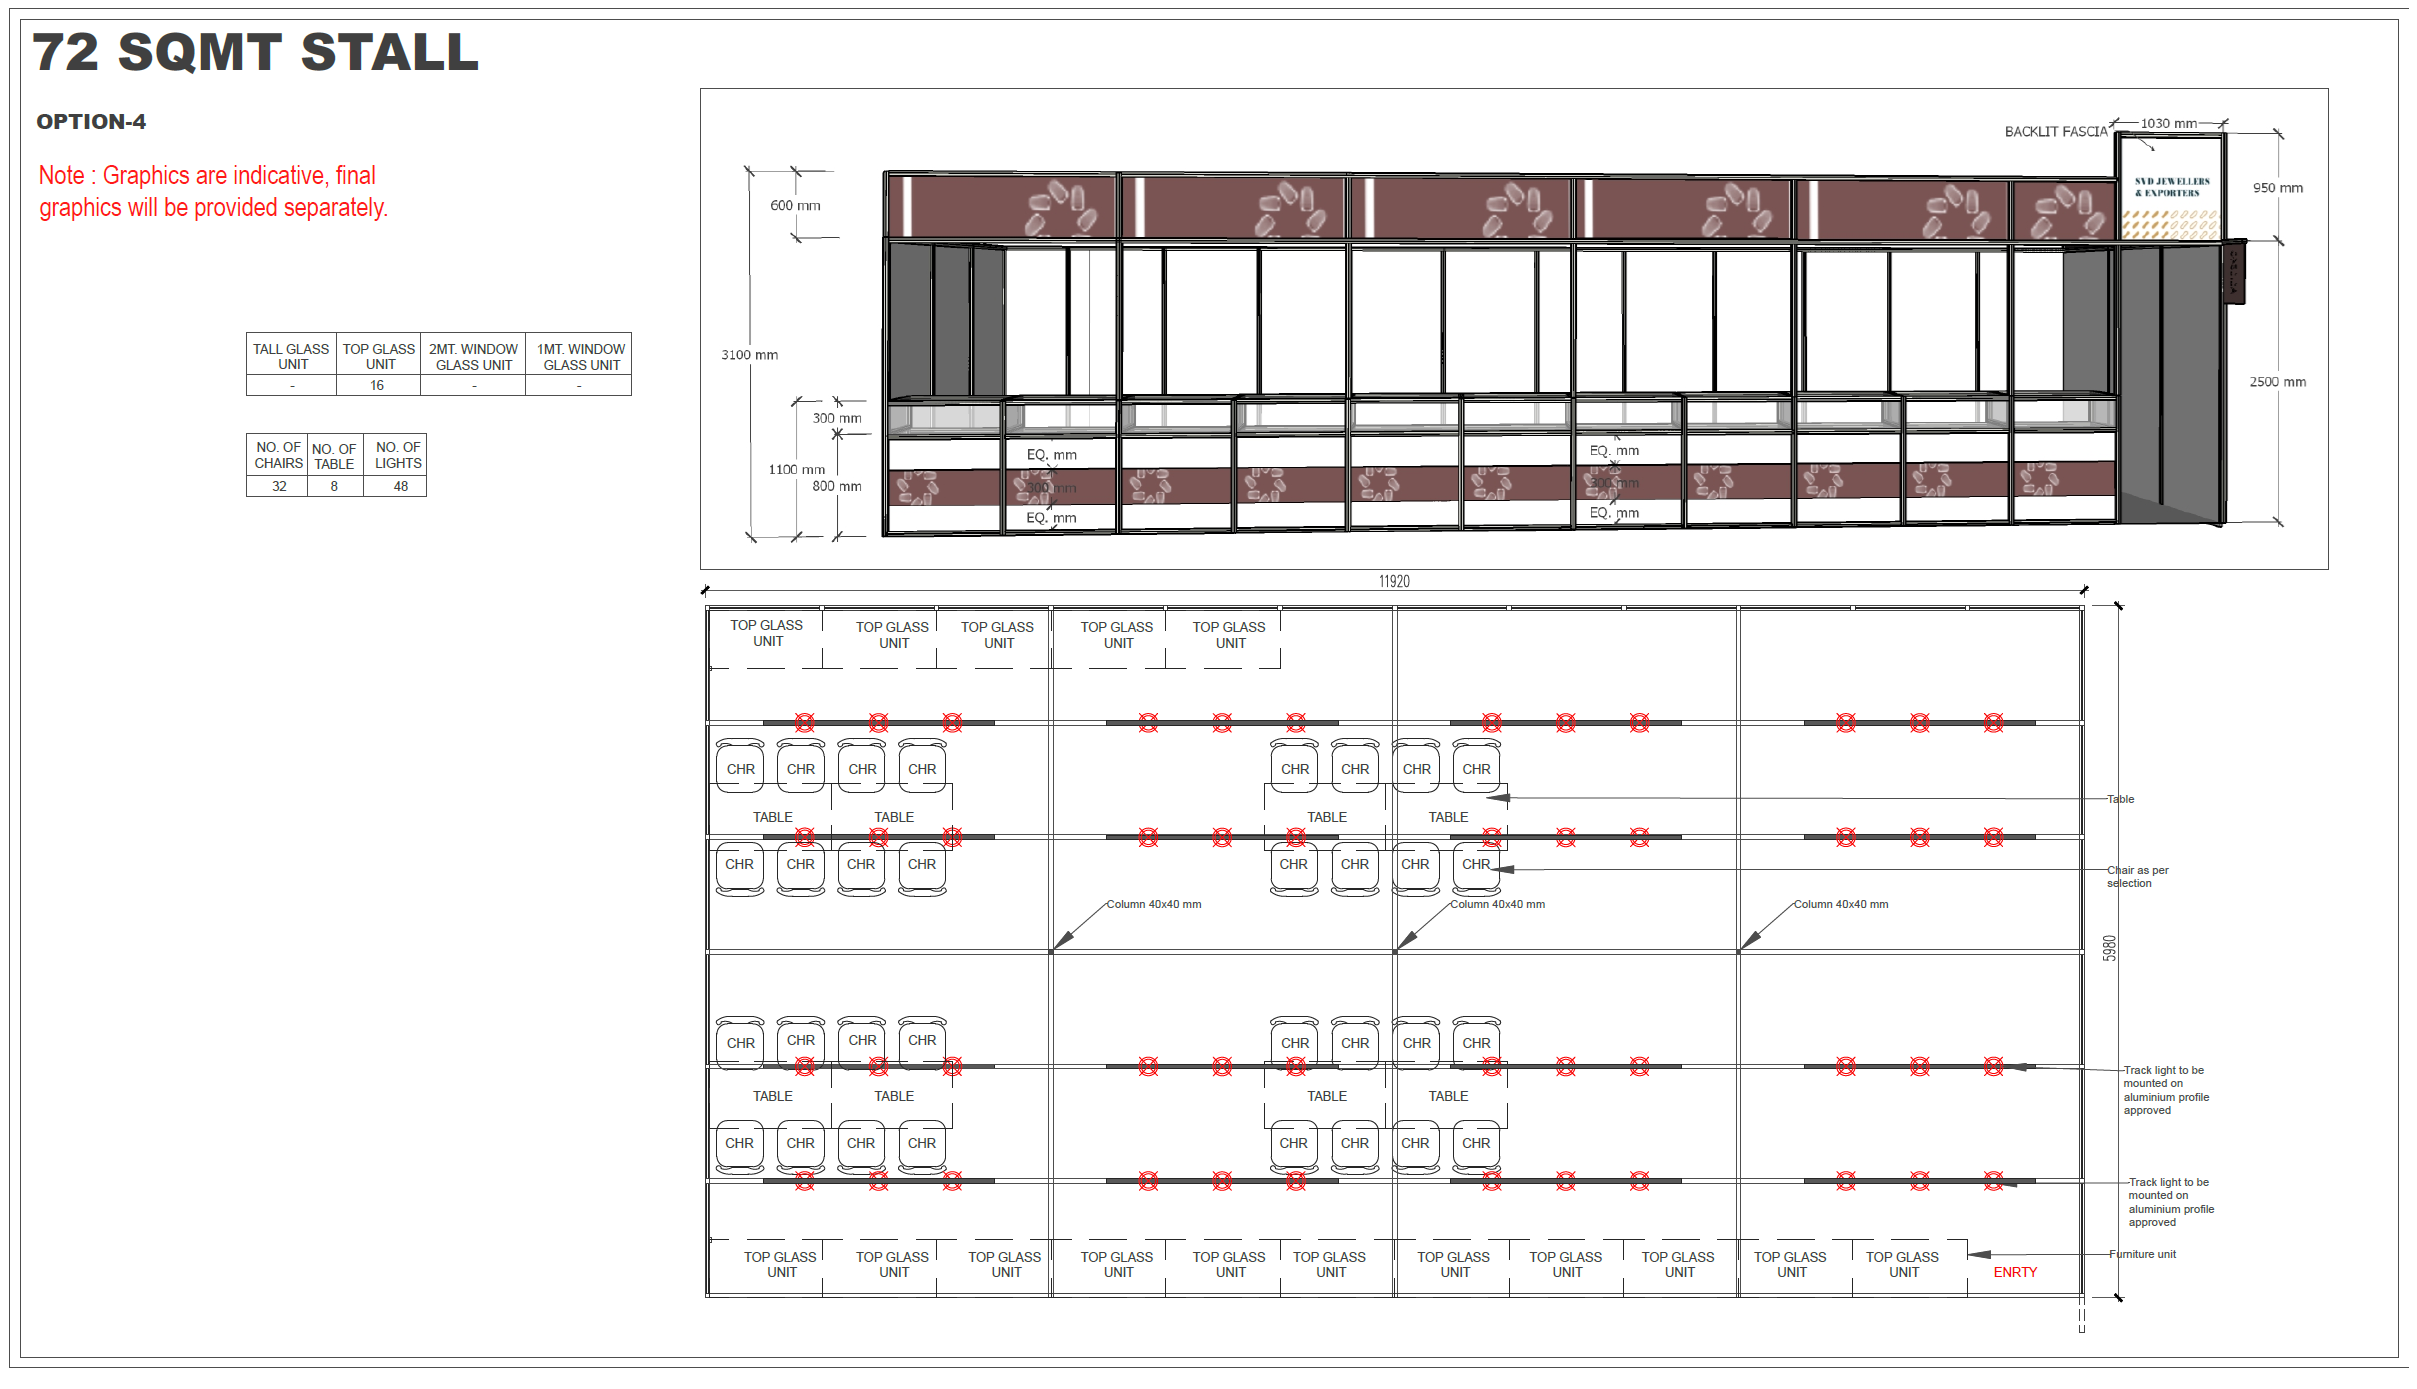 72 SQMT STALL
OPTION-4
Note : Graphics are indicative, final
graphics will be provided separately.
TALL GLASS UNIT
TOP GLASS UNIT
2MT. WINDOW GLASS UNIT
1MT. WINDOW GLASS UNIT
- 16 - -
NO. OF CHAIRS
NO. OF TABLE
NO. OF LIGHTS
32 8 48
BACKLIT FASCIA
1030 mm
SVD JEWELLERS
& EXPORTERS
950 mm
600 mm
3100 mm
2500 mm
300 mm
1100 mm
800 mm
EQ. mm
300 mm
EQ. mm
EQ. mm
300 mm
EQ. mm
11920
TOP GLASS UNIT
TOP GLASS UNIT
TOP GLASS UNIT
TOP GLASS UNIT
TOP GLASS UNIT
CHR CHR CHR CHR CHR CHR CHR CHR
TABLE TABLE TABLE TABLE
Table
CHR CHR CHR CHR CHR CHR CHR CHR
Chair as per
selection
Column 40x40 mm
Column 40x40 mm
Column 40x40 mm
5980
CHR CHR CHR CHR CHR CHR CHR CHR
TABLE TABLE TABLE TABLE
Track light to be
mounted on
aluminium profile
approved
CHR CHR CHR CHR CHR CHR CHR CHR
Track light to be
mounted on
aluminium profile
approved
TOP GLASS UNIT
TOP GLASS UNIT
TOP GLASS UNIT
TOP GLASS UNIT
TOP GLASS UNIT
TOP GLASS UNIT
TOP GLASS UNIT
TOP GLASS UNIT
TOP GLASS UNIT
TOP GLASS UNIT
TOP GLASS UNIT
Furniture unit
ENRTY